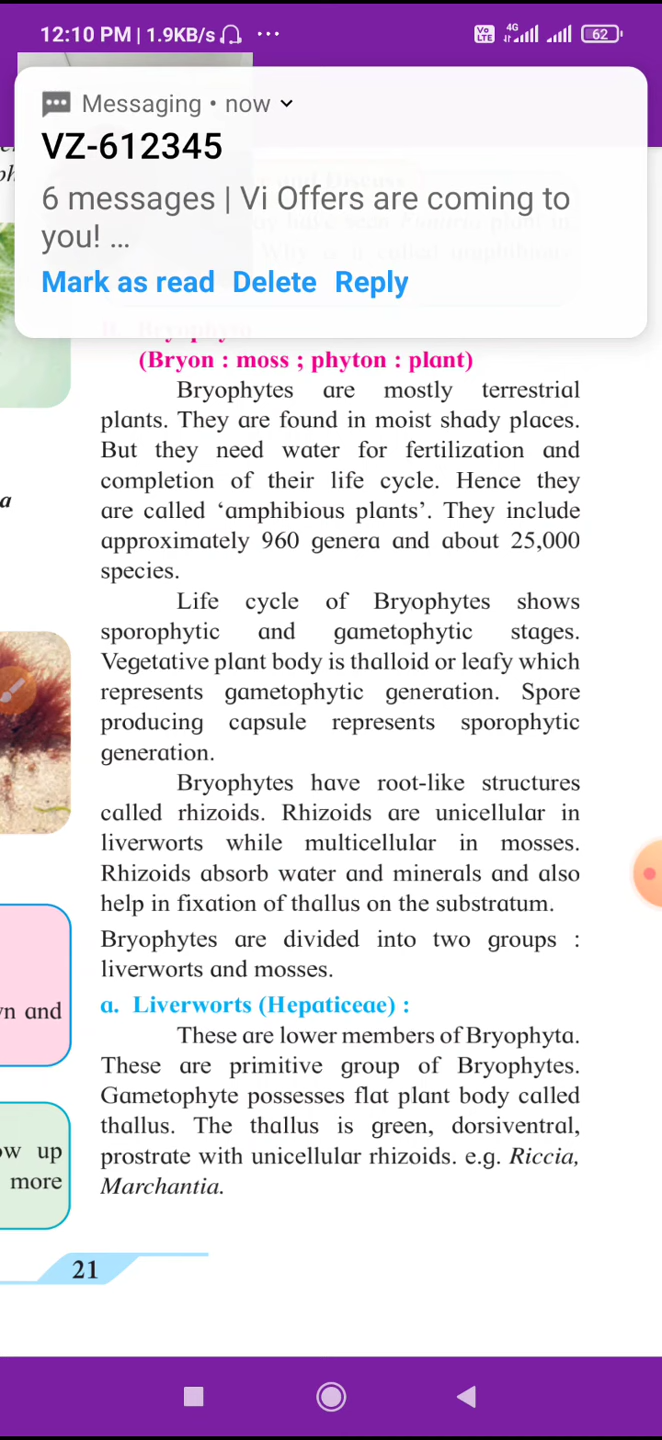 12:10 PM | 1.9KB/s
Vo LTE 4G 62
Messaging • now
VZ-612345
6 messages | Vi Offers are coming to
you! ...
Mark as read Delete Reply
(Bryon : moss ; phyton : plant)
Bryophytes are mostly terrestrial
plants. They are found in moist shady places.
But they need water for fertilization and
completion of their life cycle. Hence they
are called ‘amphibious plants’. They include
approximately 960 genera and about 25,000
species.
Life cycle of Bryophytes shows
sporophytic and gametophytic stages.
Vegetative plant body is thalloid or leafy which
represents gametophytic generation. Spore
producing capsule represents sporophytic
generation.
Bryophytes have root-like structures
called rhizoids. Rhizoids are unicellular in
liverworts while multicellular in mosses.
Rhizoids absorb water and minerals and also
help in fixation of thallus on the substratum.
Bryophytes are divided into two groups :
liverworts and mosses.
a. Liverworts (Hepaticeae) :
These are lower members of Bryophyta.
These are primitive group of Bryophytes.
Gametophyte possesses flat plant body called
thallus. The thallus is green, dorsiventral,
prostrate with unicellular rhizoids. e.g. Riccia,
Marchantia.
a
and
up
more
21